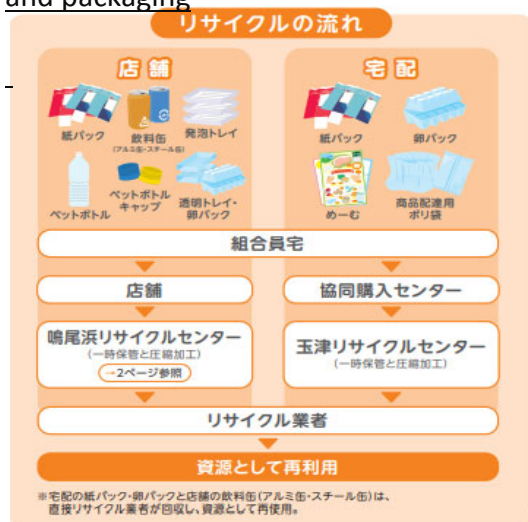 and packaging
リサイクルの流れ
店舗
紙パック
飲料缶
(アルミ缶・スチール缶)
発泡トレイ
ペットボトル
ペットボトル
キャップ
透明トレイ・
卵パック
宅配
紙パック
卵パック
めーむ
商品配達用
ポリ袋
組合員宅
店舗
協同購入センター
鳴尾浜リサイクルセンター
(一時保管と圧縮加工)
→2ページ参照
玉津リサイクルセンター
(一時保管と圧縮加工)
リサイクル業者
資源として再利用
※宅配の紙パック・卵パックと店舗の飲料缶(アルミ缶・スチール缶)は、
直接リサイクル業者が回収し、資源として再使用。